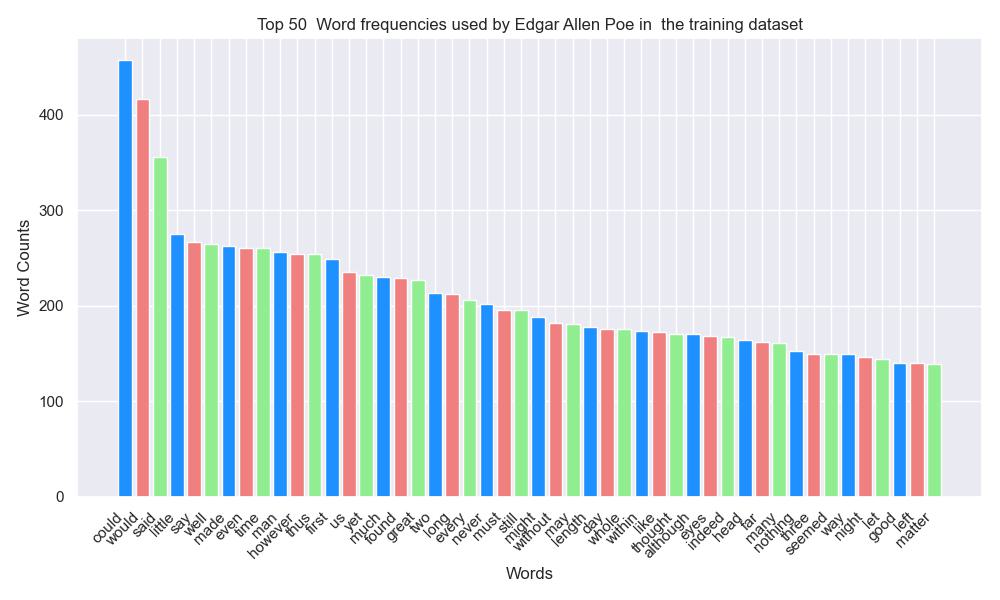 Top 50  Word frequencies used by Edgar Allen Poe in  the training dataset
Word Counts
400
300
200
100
0
could
would
said
little
say
well
made
even
time
man
however
thus
first
us
yet
much
found
great
two
long
every
never
must
still
might
without
may
length
day
whole
within
like
thought
although
eyes
indeed
head
far
many
nothing
three
seemed
way
night
let
good
left
matter
Words